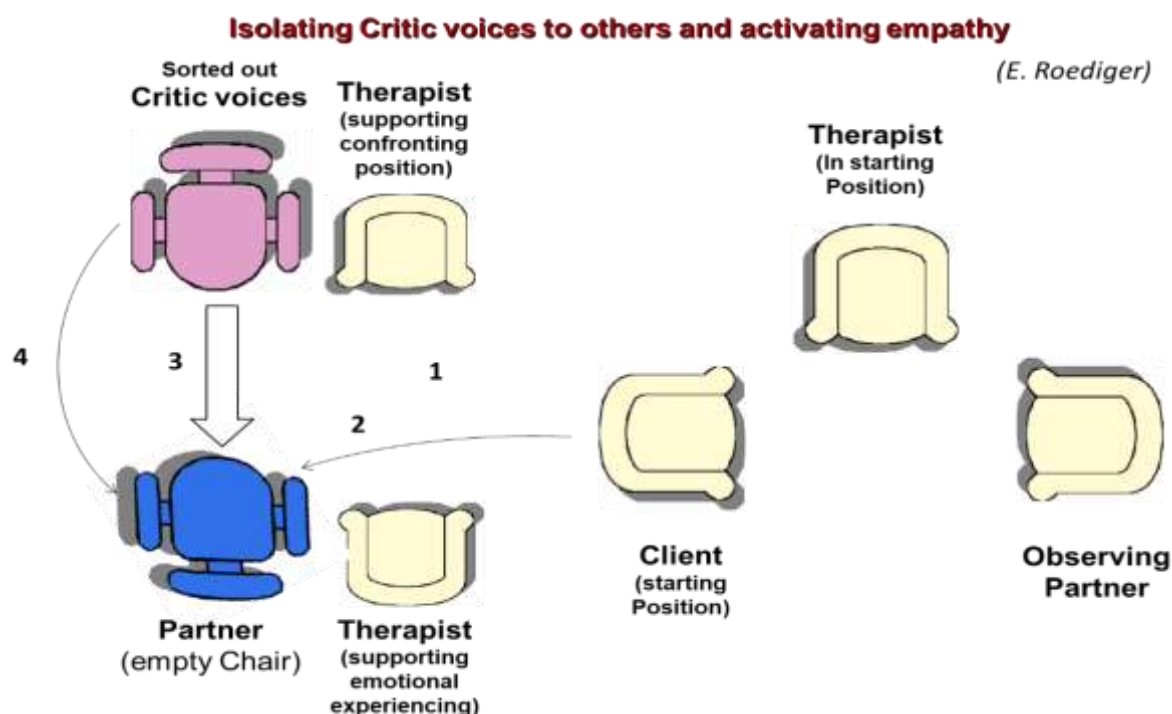 Isolating Critic voices to others and activating empathy
(E. Roediger)
Sorted out
Critic voices
Therapist
(supporting
confronting
position)
Therapist
(In starting
Position)
4
3
1
2
Partner
(empty Chair)
Therapist
(supporting
emotional
experiencing)
Client
(starting
Position)
Observing
Partner